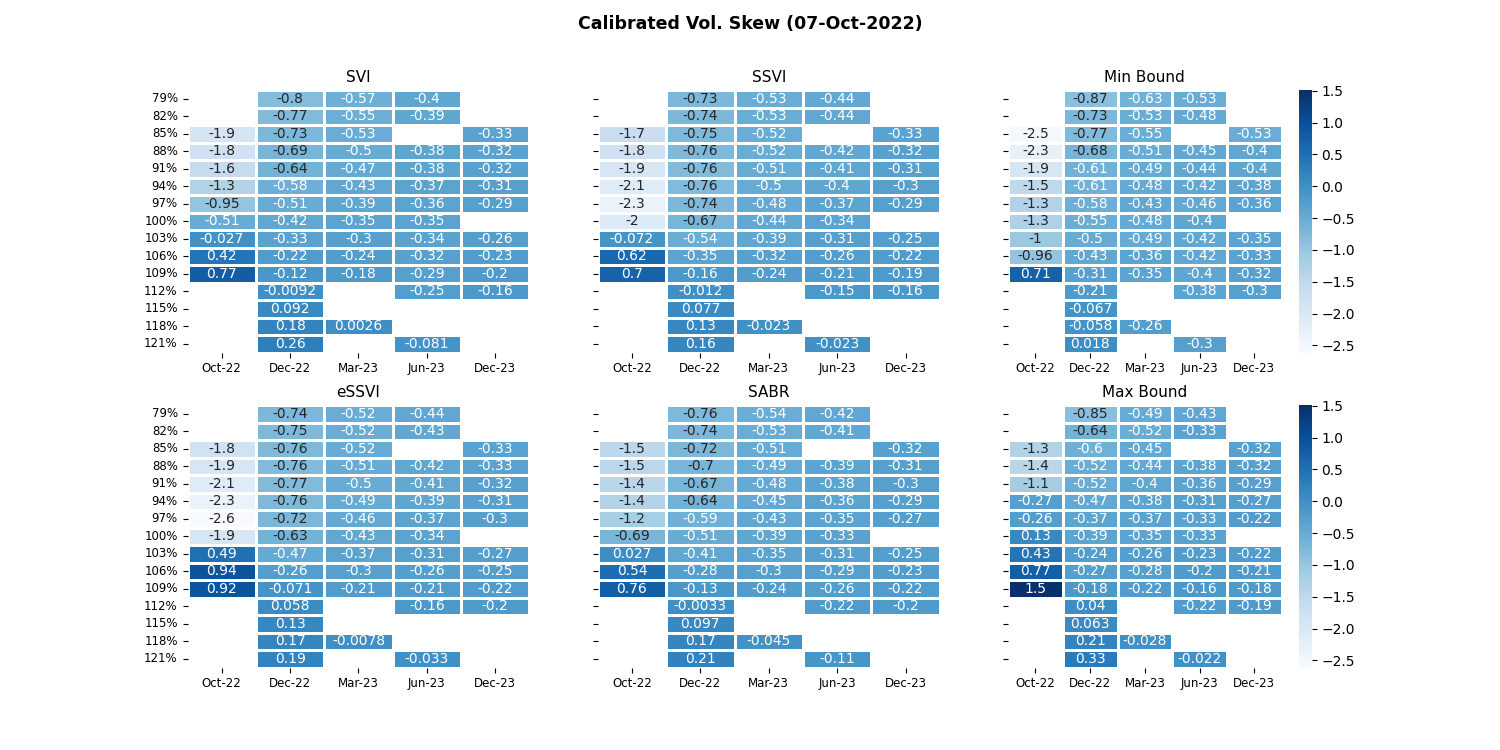 Calibrated Vol. Skew (07-Oct-2022)
SVI
79% -0.8 -0.57 -0.4
82% -0.77 -0.55 -0.39
85% -1.9 -0.73 -0.53 -0.33
88% -1.8 -0.69 -0.5 -0.38 -0.32
91% -1.6 -0.64 -0.47 -0.38 -0.32
94% -1.3 -0.58 -0.43 -0.37 -0.31
97% -0.95 -0.51 -0.39 -0.36 -0.29
100% -0.51 -0.42 -0.35 -0.35
103% -0.027 -0.33 -0.3 -0.34 -0.26
106% 0.42 -0.22 -0.24 -0.32 -0.23
109% 0.77 -0.12 -0.18 -0.29 -0.2
112% -0.0092 -0.25 -0.16
115% 0.092
118% 0.18 0.0026
121% 0.26 -0.081
Oct-22 Dec-22 Mar-23 Jun-23 Dec-23
SSVI
-0.73 -0.53 -0.44
-0.74 -0.53 -0.44
-1.7 -0.75 -0.52 -0.33
-1.8 -0.76 -0.52 -0.42 -0.32
-1.9 -0.76 -0.51 -0.41 -0.31
-2.1 -0.76 -0.5 -0.4 -0.3
-2.3 -0.74 -0.48 -0.37 -0.29
-2 -0.67 -0.44 -0.34
-0.072 -0.54 -0.39 -0.31 -0.25
0.62 -0.35 -0.32 -0.26 -0.22
0.7 -0.16 -0.24 -0.21 -0.19
-0.012 -0.15 -0.16
0.077
0.13 -0.023
0.16 -0.023
Oct-22 Dec-22 Mar-23 Jun-23 Dec-23
Min Bound
-0.87 -0.63 -0.53
-0.73 -0.53 -0.48
-2.5 -0.77 -0.55 -0.53
-2.3 -0.68 -0.51 -0.45 -0.4
-1.9 -0.61 -0.49 -0.44 -0.4
-1.5 -0.61 -0.48 -0.42 -0.38
-1.3 -0.58 -0.43 -0.46 -0.36
-1.3 -0.55 -0.48 -0.4
-1 -0.5 -0.49 -0.42 -0.35
-0.96 -0.43 -0.36 -0.42 -0.33
0.71 -0.31 -0.35 -0.4 -0.32
-0.21 -0.38 -0.3
-0.067
-0.058 -0.26
0.018 -0.3
Oct-22 Dec-22 Mar-23 Jun-23 Dec-23
1.5
1.0
0.5
0.0
−0.5
−1.0
−1.5
−2.0
−2.5
eSSVI
79% -0.74 -0.52 -0.44
82% -0.75 -0.52 -0.43
85% -1.8 -0.76 -0.52 -0.33
88% -1.9 -0.76 -0.51 -0.42 -0.33
91% -2.1 -0.77 -0.5 -0.41 -0.32
94% -2.3 -0.76 -0.49 -0.39 -0.31
97% -2.6 -0.72 -0.46 -0.37 -0.3
100% -1.9 -0.63 -0.43 -0.34
103% 0.49 -0.47 -0.37 -0.31 -0.27
106% 0.94 -0.26 -0.3 -0.26 -0.25
109% 0.92 -0.071 -0.21 -0.21 -0.22
112% 0.058 -0.16 -0.2
115% 0.13
118% 0.17 -0.0078
121% 0.19 -0.033
Oct-22 Dec-22 Mar-23 Jun-23 Dec-23
SABR
-0.76 -0.54 -0.42
-0.74 -0.53 -0.41
-1.5 -0.72 -0.51 -0.32
-1.5 -0.7 -0.49 -0.39 -0.31
-1.4 -0.67 -0.48 -0.38 -0.3
-1.4 -0.64 -0.45 -0.36 -0.29
-1.2 -0.59 -0.43 -0.35 -0.27
-0.69 -0.51 -0.39 -0.33
0.027 -0.41 -0.35 -0.31 -0.25
0.54 -0.28 -0.3 -0.29 -0.23
0.76 -0.13 -0.24 -0.26 -0.22
-0.0033 -0.22 -0.2
0.097
0.17 -0.045
0.21 -0.11
Oct-22 Dec-22 Mar-23 Jun-23 Dec-23
Max Bound
-0.85 -0.49 -0.43
-0.64 -0.52 -0.33
-1.3 -0.6 -0.45 -0.32
-1.4 -0.52 -0.44 -0.38 -0.32
-1.1 -0.52 -0.4 -0.36 -0.29
-0.27 -0.47 -0.38 -0.31 -0.27
-0.26 -0.37 -0.37 -0.33 -0.22
0.13 -0.39 -0.35 -0.33
0.43 -0.24 -0.26 -0.23 -0.22
0.77 -0.27 -0.28 -0.2 -0.21
1.5 -0.18 -0.22 -0.16 -0.18
0.04 -0.22 -0.19
0.063
0.21 -0.028
0.33 -0.022
Oct-22 Dec-22 Mar-23 Jun-23 Dec-23
1.5
1.0
0.5
0.0
−0.5
−1.0
−1.5
−2.0
−2.5